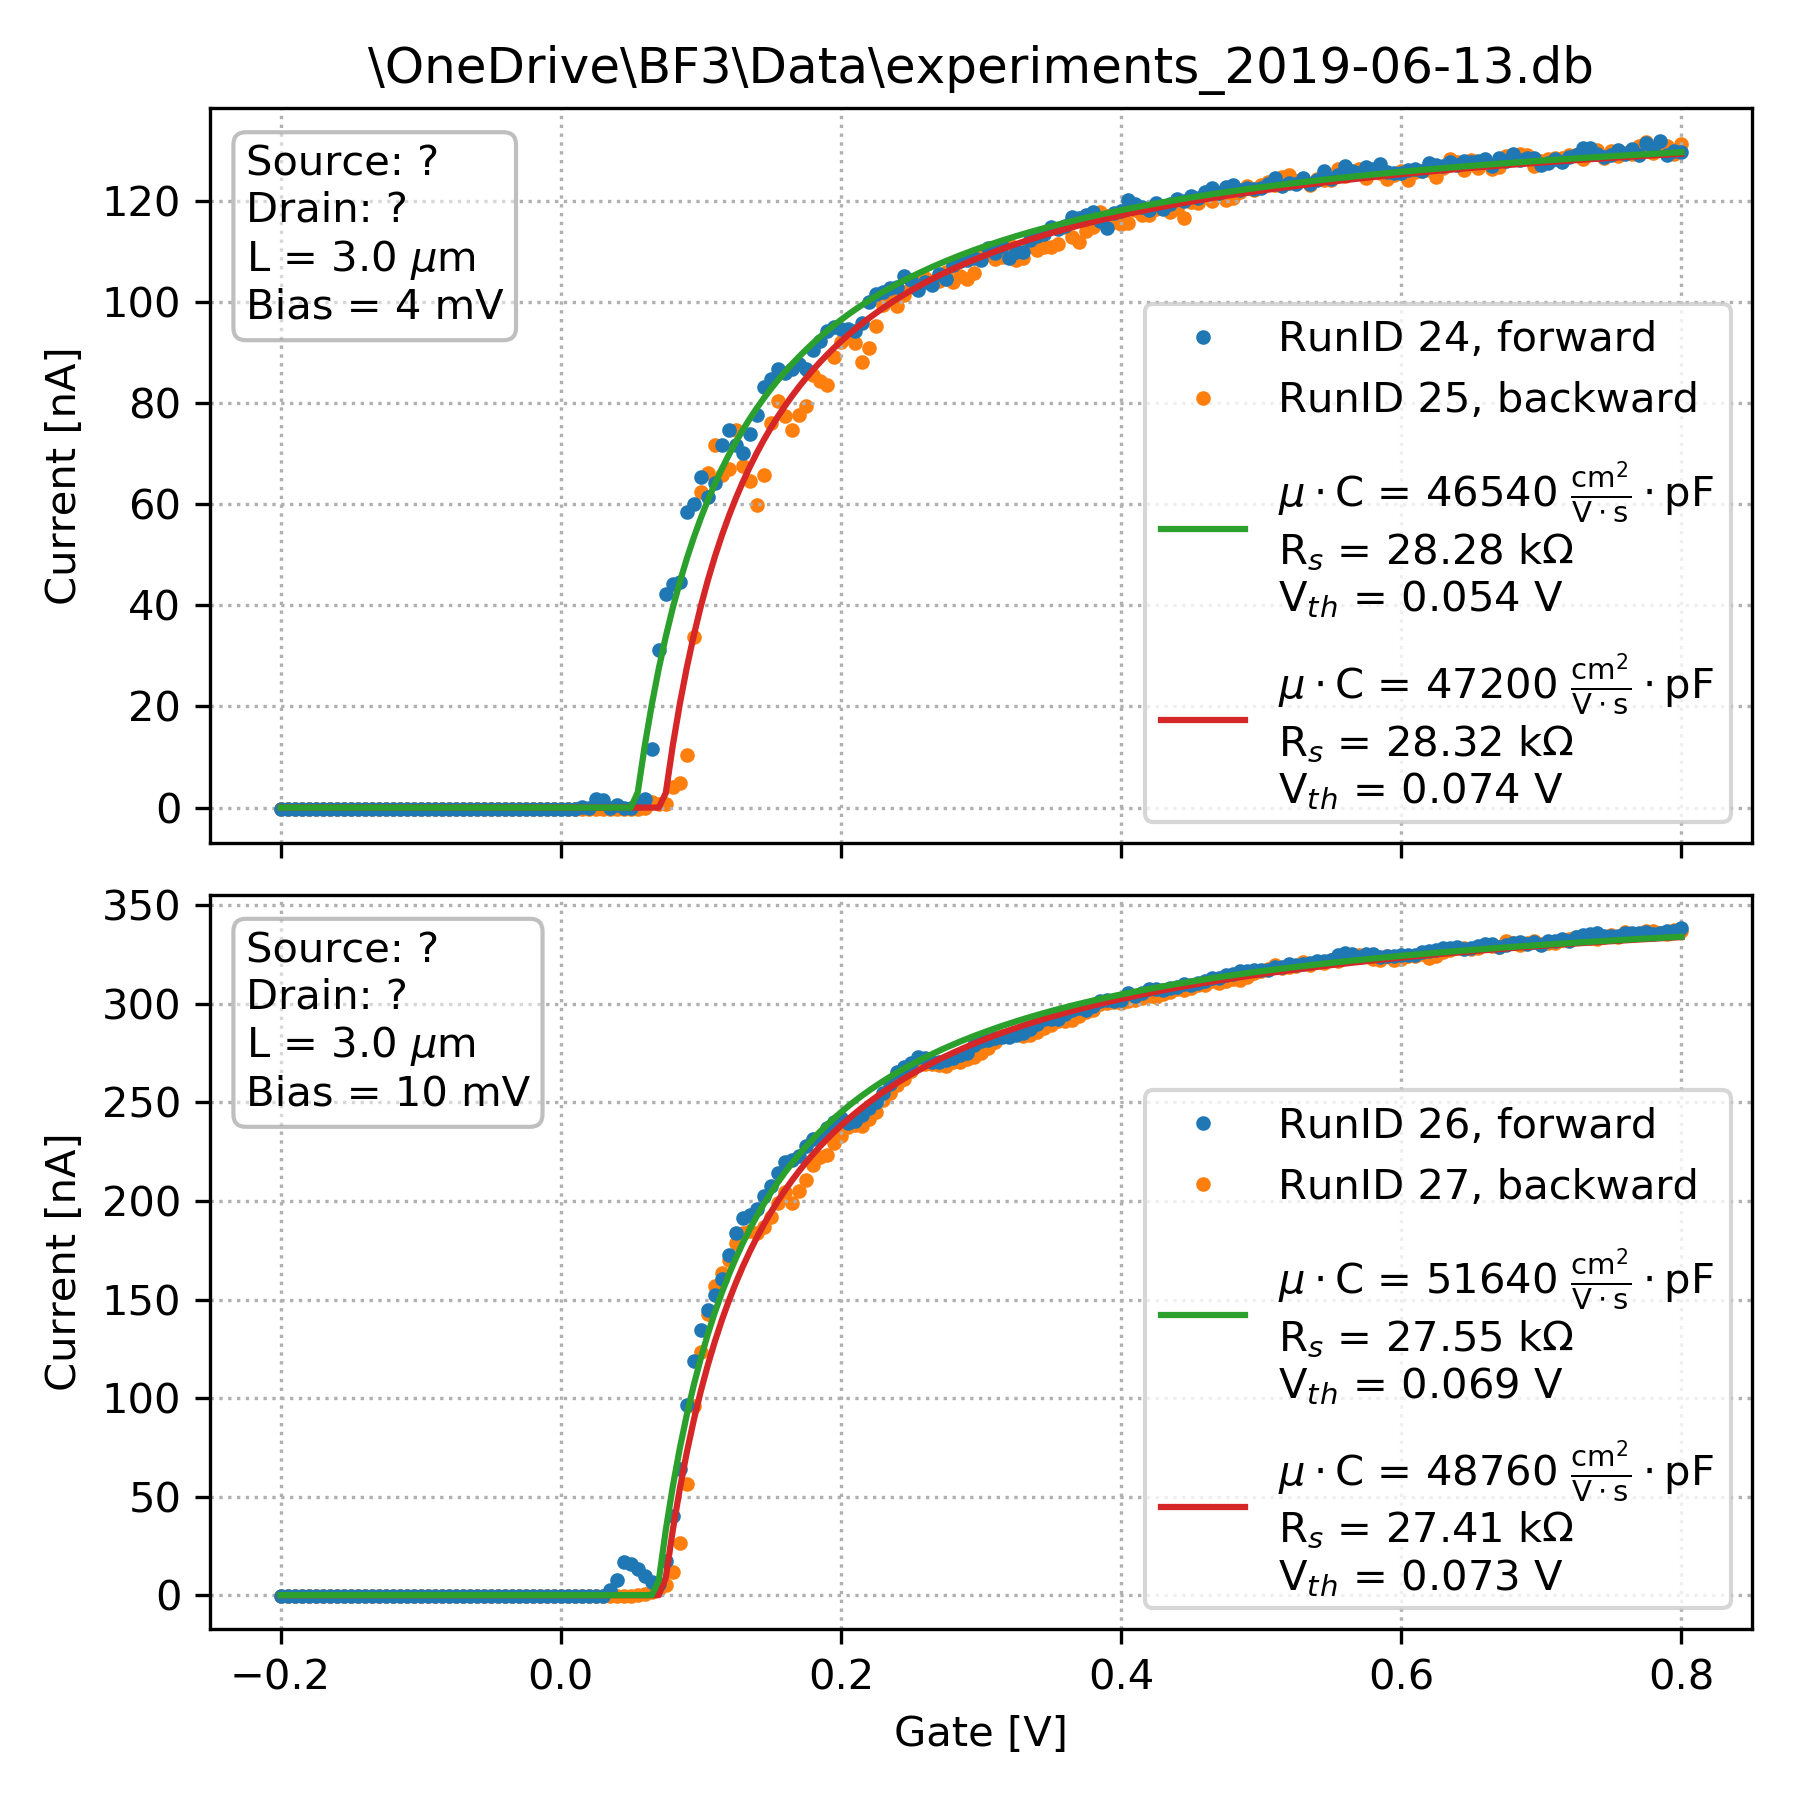 \OneDrive\BF3\Data\experiments_2019-06-13.db
Source: ?
Drain: ?
L = 3.0 μm
Bias = 4 mV
120
100
80
60
40
20
0
Current [nA]
RunID 24, forward
RunID 25, backward
μ · C = 46540 cm²/V · s · pF
Rₛ = 28.28 kΩ
V_th = 0.054 V
μ · C = 47200 cm²/V · s · pF
Rₛ = 28.32 kΩ
V_th = 0.074 V
Source: ?
Drain: ?
L = 3.0 μm
Bias = 10 mV
350
300
250
200
150
100
50
0
Current [nA]
RunID 26, forward
RunID 27, backward
μ · C = 51640 cm²/V · s · pF
Rₛ = 27.55 kΩ
V_th = 0.069 V
μ · C = 48760 cm²/V · s · pF
Rₛ = 27.41 kΩ
V_th = 0.073 V
−0.2 0.0 0.2 0.4 0.6 0.8
Gate [V]